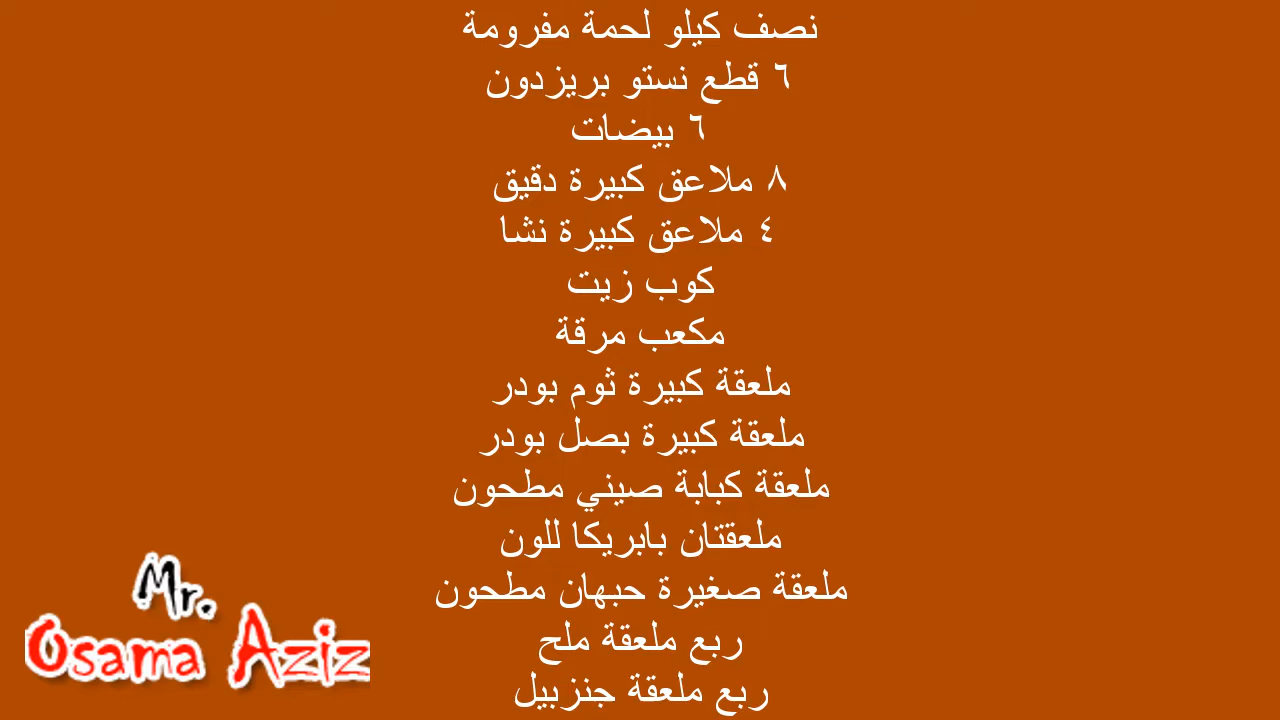 نصف كيلو لحمة مفرومة
٦ قطع نستو بريزدون
٦ بيضات
٨ ملاعق كبيرة دقيق
٤ ملاعق كبيرة نشا
كوب زيت
مكعب مرقة
ملعقة كبيرة ثوم بودر
ملعقة كبيرة بصل بودر
ملعقة كبابة صيني مطحون
ملعقتان بابريكا للون
ملعقة صغيرة حبهان مطحون
ربع ملعقة ملح
ربع ملعقة جنزبيل
Mr.
Osama Aziz